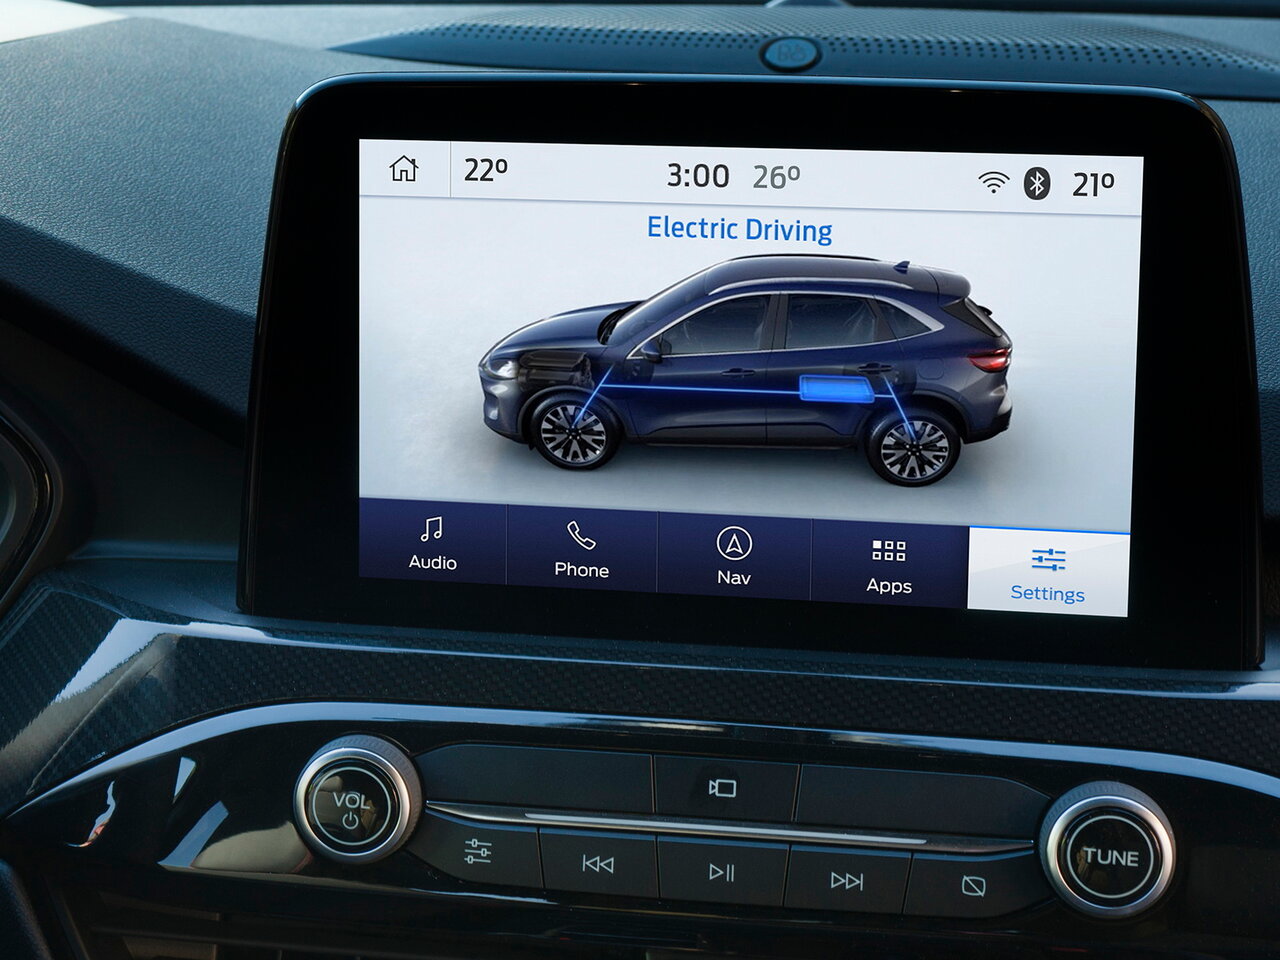 22º
3:00 26º
21º
Electric Driving
Audio
Phone
Nav
Apps
Settings
VOL
TUNE